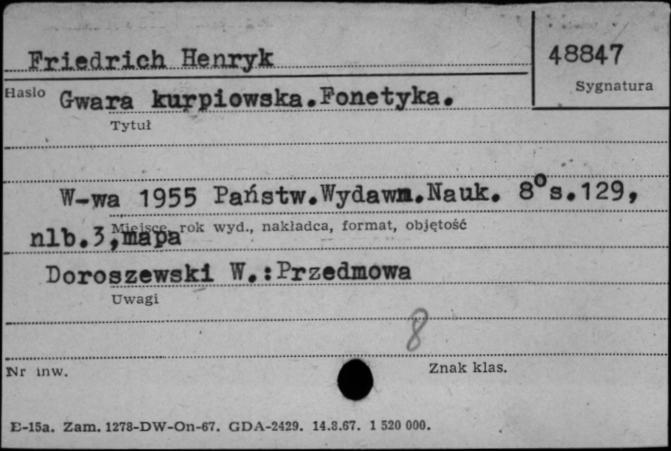 Friedrich Henryk
48847
Sygnatura
Hasło
Gwara kurpiowska.Fonetyka.
Tytuł
W-wa 1955 Państw.Wydawn.Nauk. 8° s.129,
Miejsce, rok wyd., nakładca, format, objętość
nlb.3,mapa
Doroszewski W.:Przedmowa
Uwagi
8
Nr inw.
Znak klas.
E-15a. Zam. 1278-DW-On-67. GDA-2429. 14.8.67. 1 520 000.